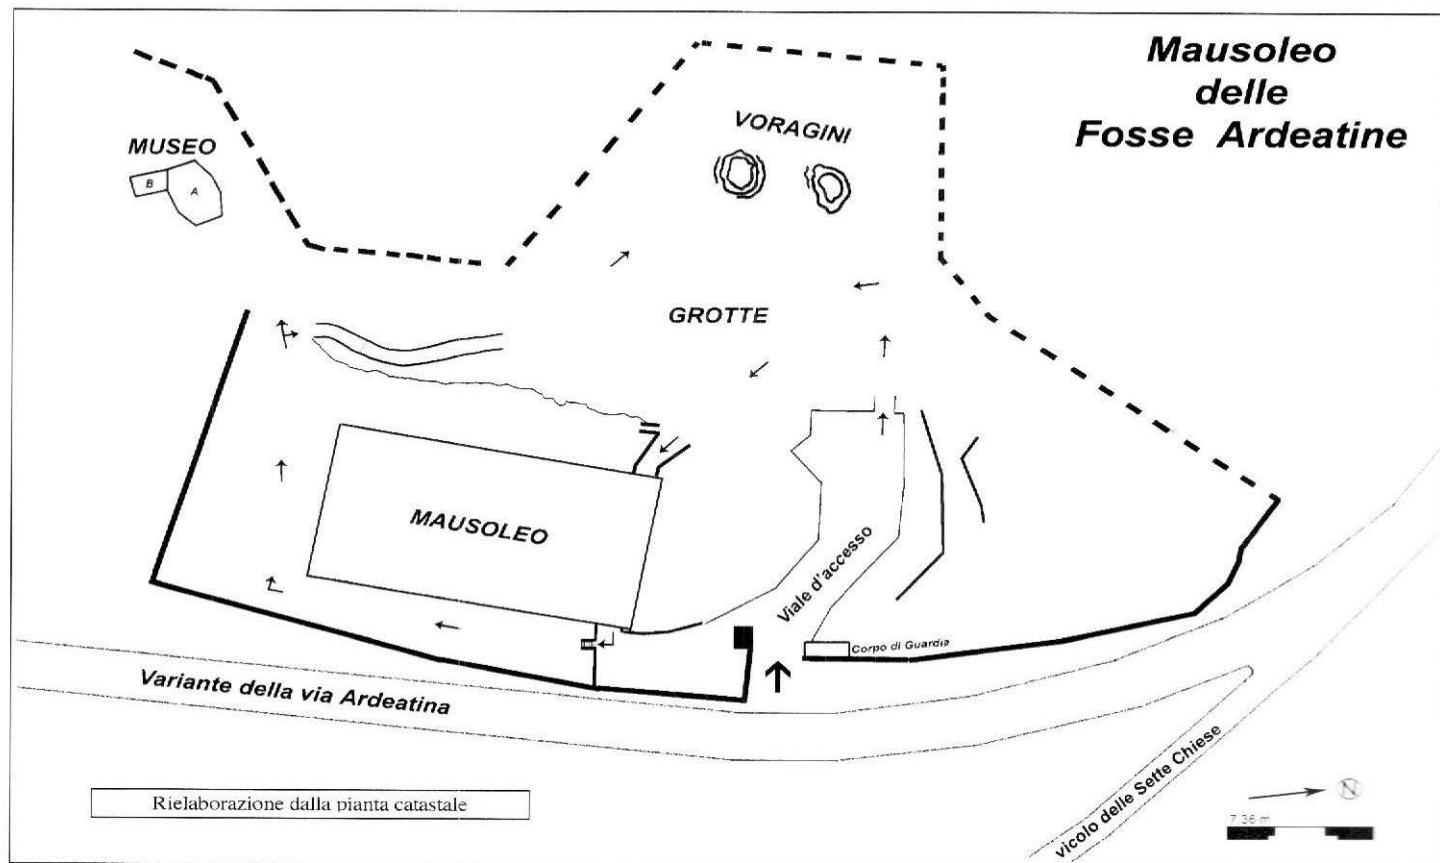 Mausoleo
delle
Fosse Ardeatine
VORAGINI
MUSEO
B
A
GROTTE
MAUSOLEO
Viale d'accesso
Corpo di Guardia
Variante della via Ardeatina
vicolo delle Sette Chiese
Rielaborazione dalla pianta catastale
N
7.36 m